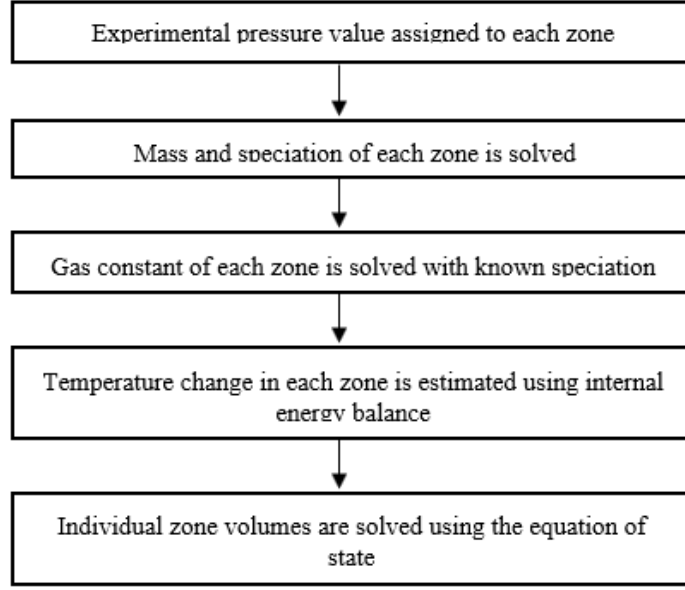 Experimental pressure value assigned to each zone
Mass and speciation of each zone is solved
Gas constant of each zone is solved with known speciation
Temperature change in each zone is estimated using internal
energy balance
Individual zone volumes are solved using the equation of
state